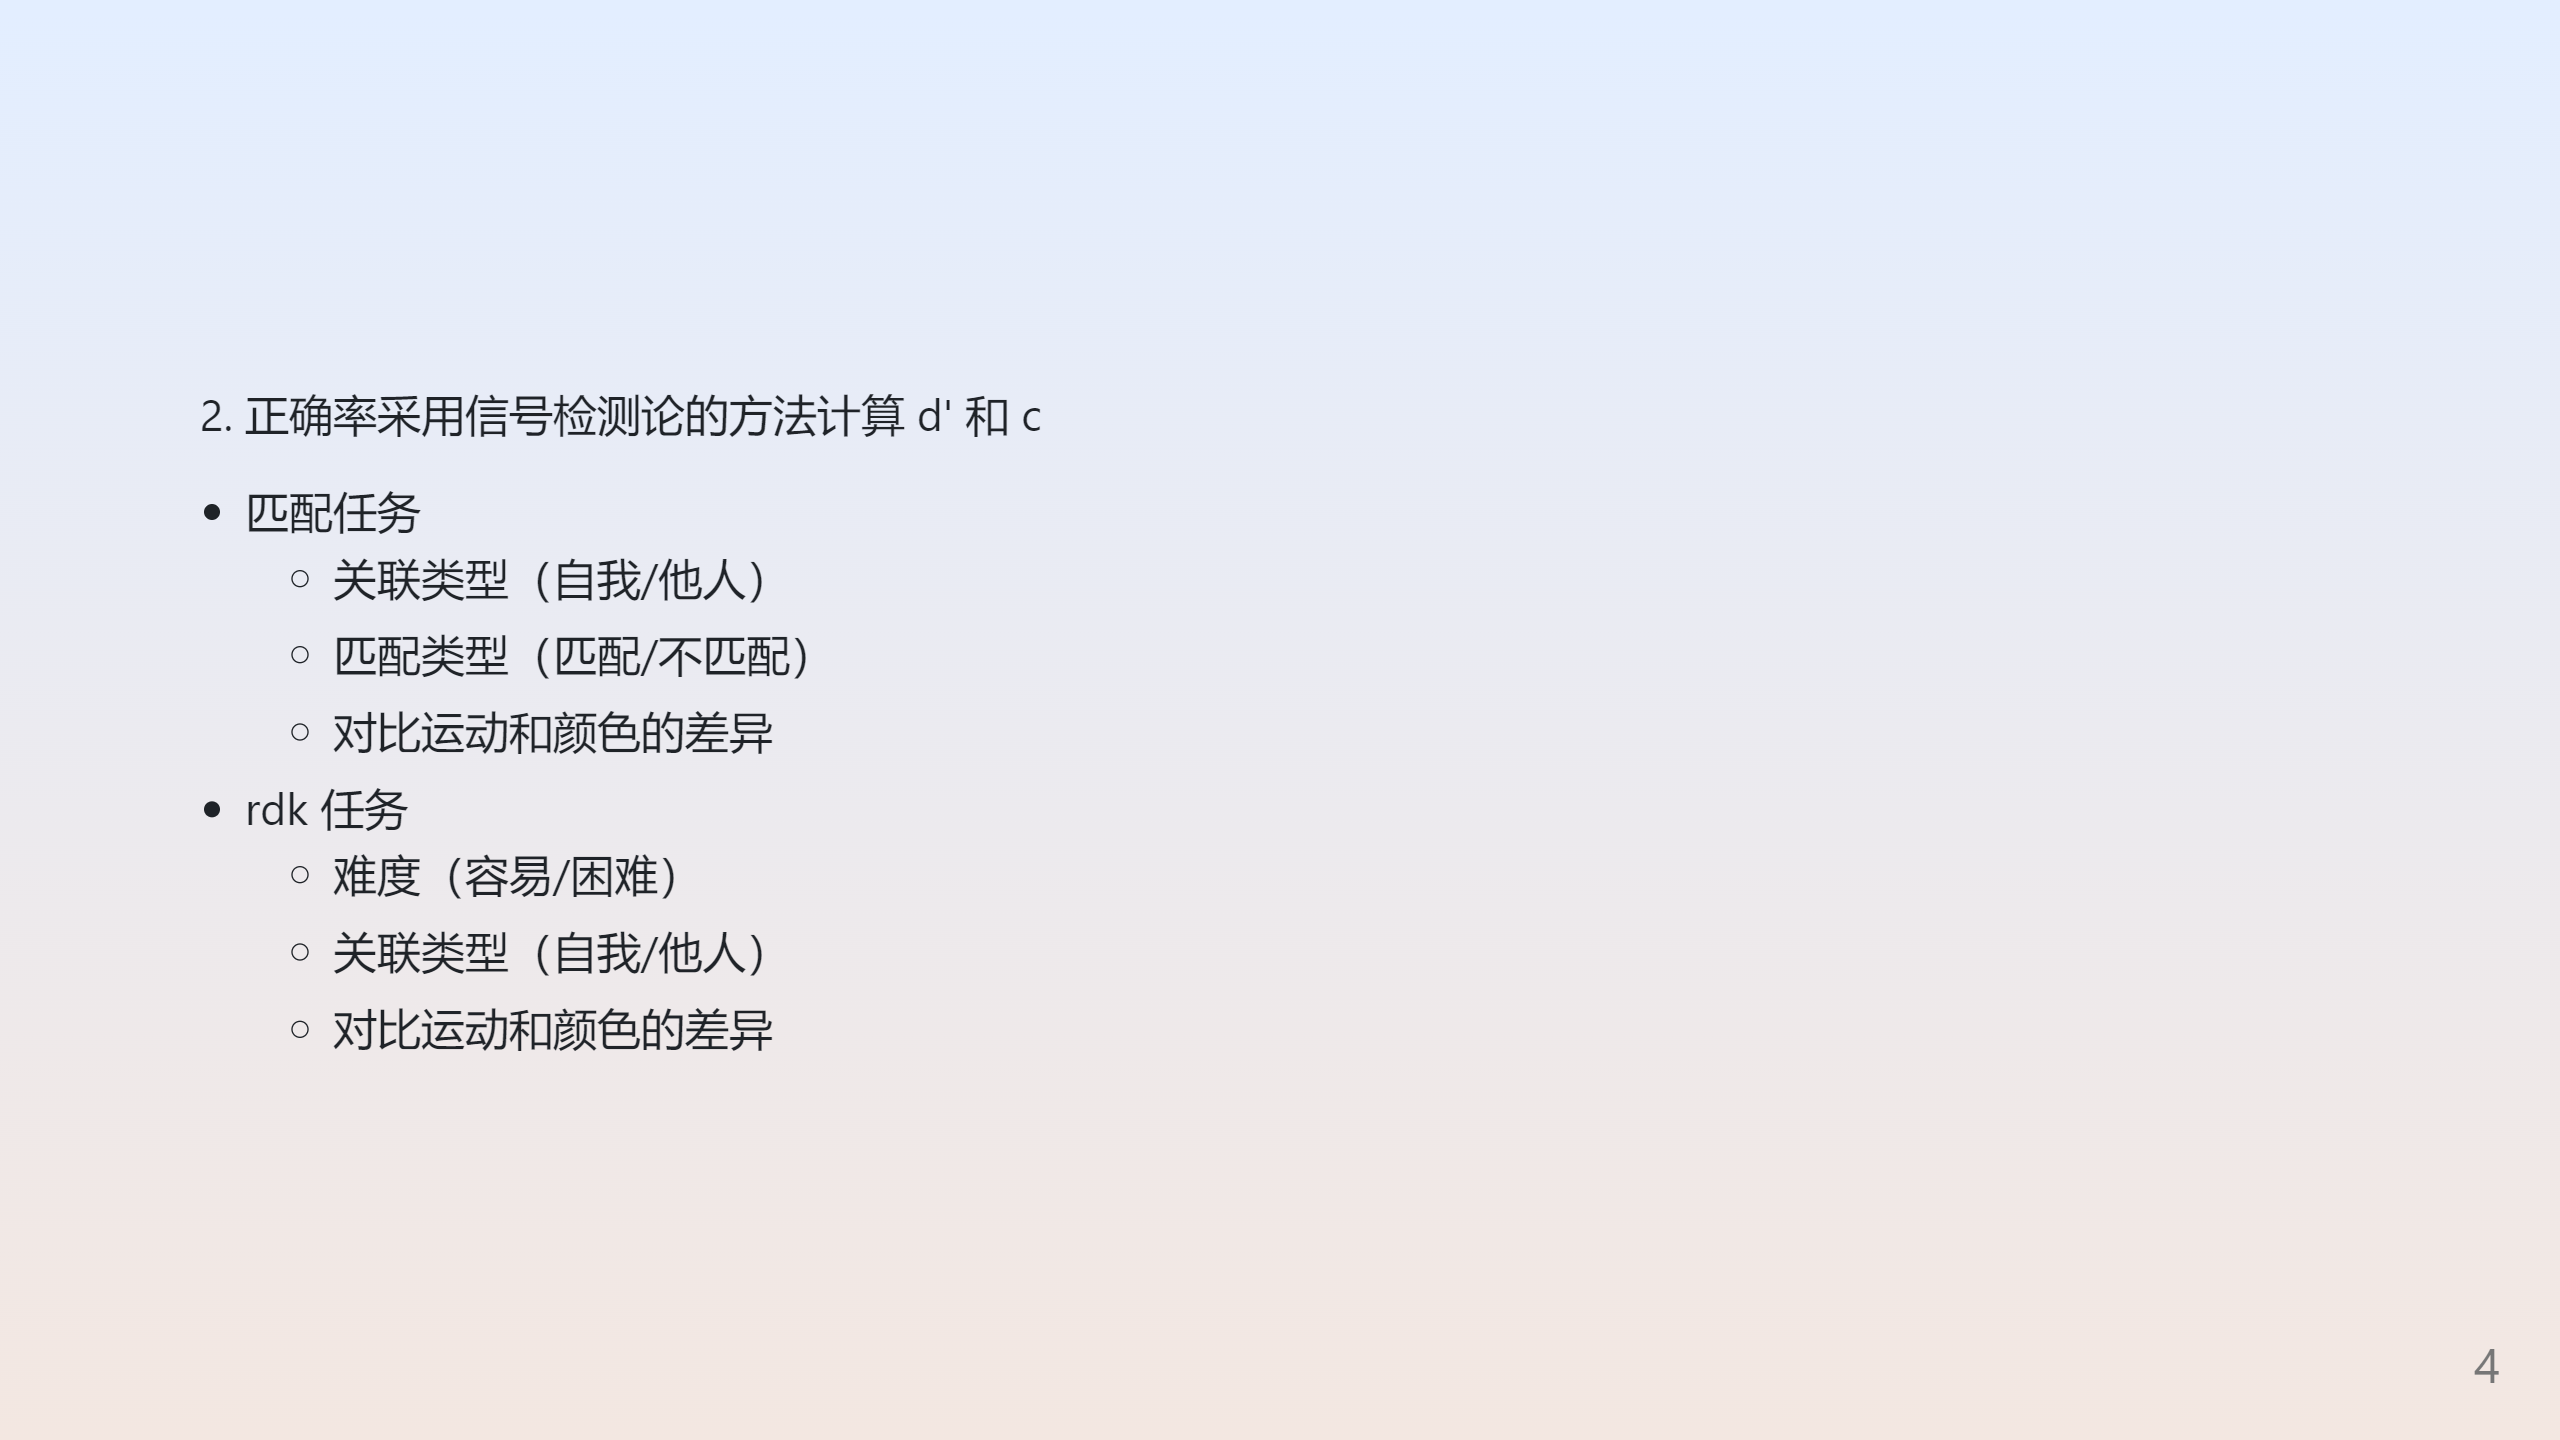 2. 正确率采用信号检测论的方法计算 d' 和 c
• 匹配任务
○ 关联类型（自我/他人）
○ 匹配类型（匹配/不匹配）
○ 对比运动和颜色的差异
• rdk 任务
○ 难度（容易/困难）
○ 关联类型（自我/他人）
○ 对比运动和颜色的差异
4